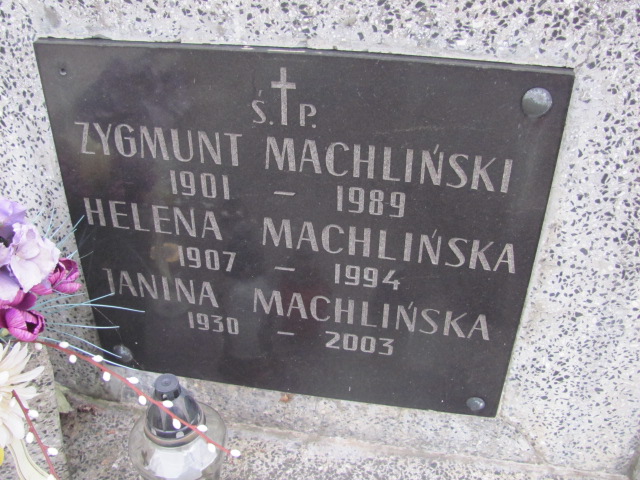 Ś. P.
ZYGMUNT MACHLIŃSKI
1901 – 1989
HELENA MACHLIŃSKA
1907 – 1994
JANINA MACHLIŃSKA
1930 – 2003